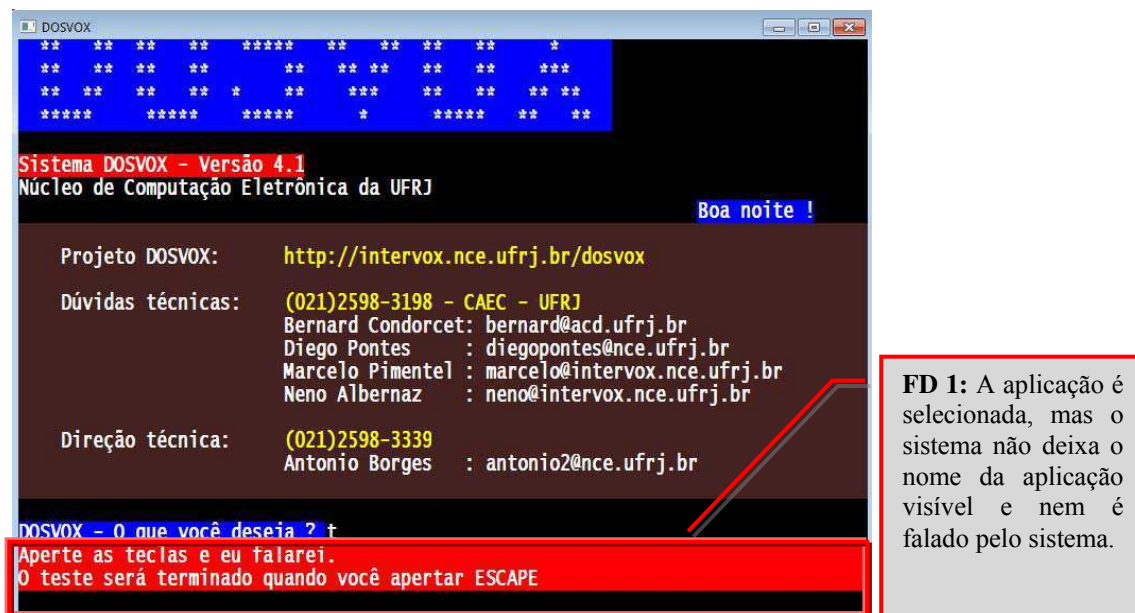 DOSVOX
** ** ** ** ***** ** ** ** ** *
** ** ** ** ** ** ** ** ** ***
** ** ** ** * ** *** ** ** ** **
***** ***** ***** * ***** ** **
Sistema DOSVOX - Versão 4.1
Núcleo de Computação Eletrônica da UFRJ
Boa noite !
Projeto DOSVOX: http://intervox.nce.ufrj.br/dosvox
Dúvidas técnicas: (021)2598-3198 - CAEC - UFRJ
Bernard Condorcet: bernard@acd.ufrj.br
Diego Pontes : diegopontes@nce.ufrj.br
Marcelo Pimentel : marcelo@intervox.nce.ufrj.br
Neno Albernaz : neno@intervox.nce.ufrj.br
Direção técnica: (021)2598-3339
Antonio Borges : antonio2@nce.ufrj.br
DOSVOX - O que você deseja ? t
Aperte as teclas e eu falarei.
O teste será terminado quando você apertar ESCAPE
FD 1: A aplicação é
selecionada, mas o
sistema não deixa o
nome da aplicação
visível e nem é
falado pelo sistema.